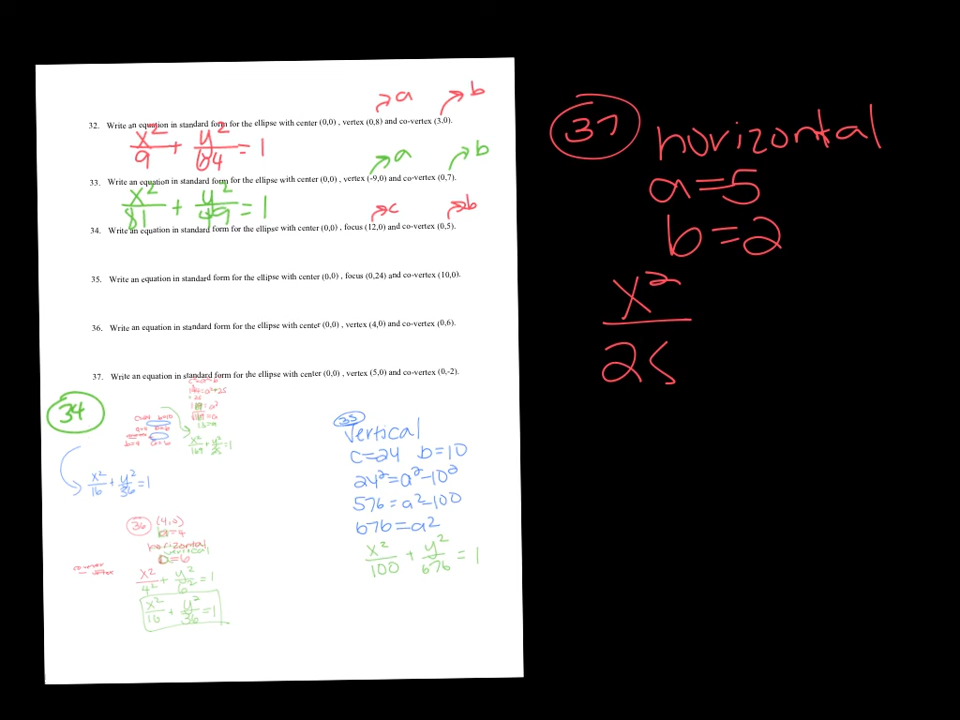 a
b
32. Write an equation in standard form for the ellipse with center (0,0) , vertex (0,8) and co-vertex (3,0).
x²/9 + y²/64 = 1
a
b
33. Write an equation in standard form for the ellipse with center (0,0) , vertex (-9,0) and co-vertex (0,7).
x²/81 + y²/49 = 1
c
b
34. Write an equation in standard form for the ellipse with center (0,0) , focus (12,0) and co-vertex (0,5).
35. Write an equation in standard form for the ellipse with center (0,0) , focus (0,24) and co-vertex (10,0).
36. Write an equation in standard form for the ellipse with center (0,0) , vertex (4,0) and co-vertex (0,6).
37. Write an equation in standard form for the ellipse with center (0,0) , vertex (5,0) and co-vertex (0,-2).
34
x²/169 + y²/25 = 1
x²/16 + y²/36 = 1
36 (4,0)
horizontal
vertical
x²/4² + y²/6² = 1
x²/16 + y²/36 = 1
35
Vertical
c=24 b=10
24²=a²-10²
576=a²-100
676=a²
x²/100 + y²/676 = 1
37 horizontal
a=5
b=2
x²/25